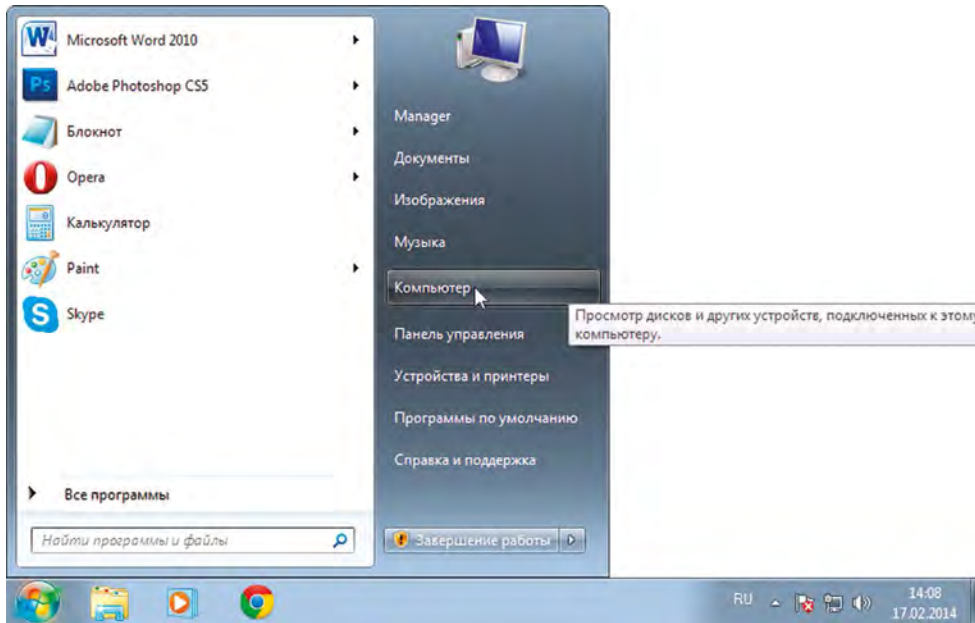 Microsoft Word 2010
Adobe Photoshop CS5
Блокнот
Opera
Калькулятор
Paint
Skype
Все программы
Найти программы и файлы
Manager
Документы
Изображения
Музыка
Компьютер
Просмотр дисков и других устройств, подключенных к этому
компьютеру.
Панель управления
Устройства и принтеры
Программы по умолчанию
Справка и поддержка
Завершение работы
RU
14:08
17.02.2014
W
Ps
S